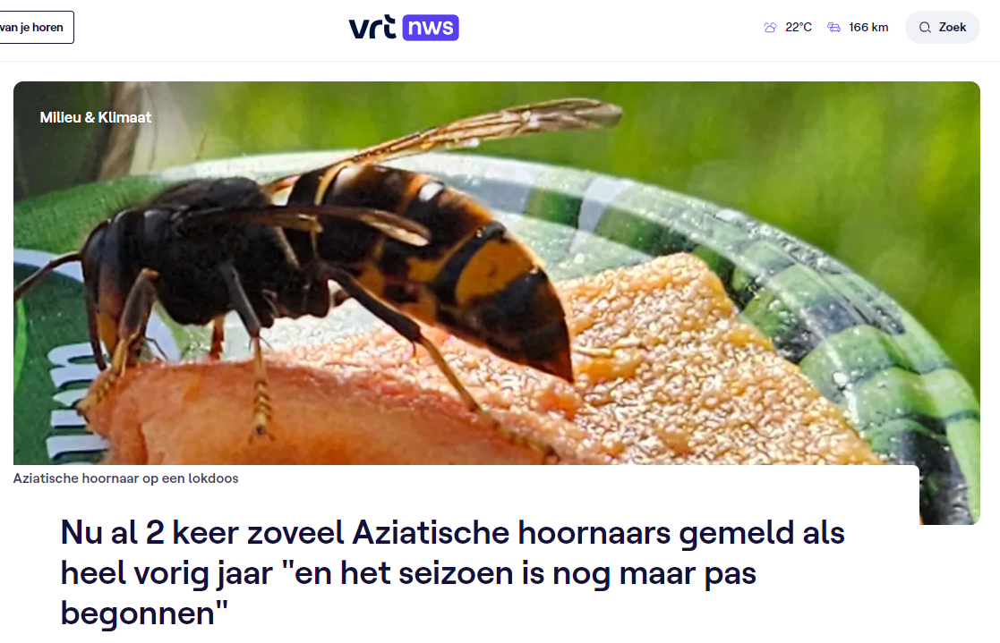 van je horen
vrt nws
22°C
166 km
Zoek
Milieu & Klimaat
Aziatische hoornaar op een lokdoos
Nu al 2 keer zoveel Aziatische hoornaars gemeld als
heel vorig jaar "en het seizoen is nog maar pas
begonnen"